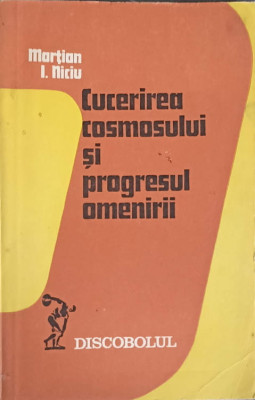 Marțian
I. Niciu
Cucerirea
cosmosului
și
progresul
omenirii
DISCOBOLUL